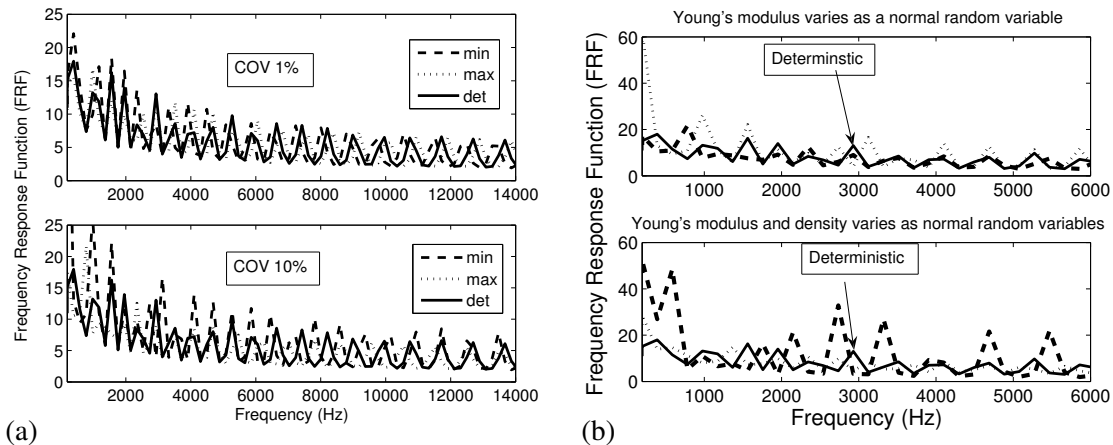 25
20
15
10
5
0
COV 1%
min
max
det
2000 4000 6000 8000 10000 12000 14000
25
20
15
10
5
0
COV 10%
min
max
det
2000 4000 6000 8000 10000 12000 14000
Frequency Response Function (FRF)
Frequency (Hz)
(a)
Young's modulus varies as a normal random variable
60
40
20
0
Determinstic
1000 2000 3000 4000 5000 6000
Young's modulus and density varies as normal random variables
60
40
20
0
Deterministic
1000 2000 3000 4000 5000 6000
Frequency Response Function (FRF)
Frequency (Hz)
(b)